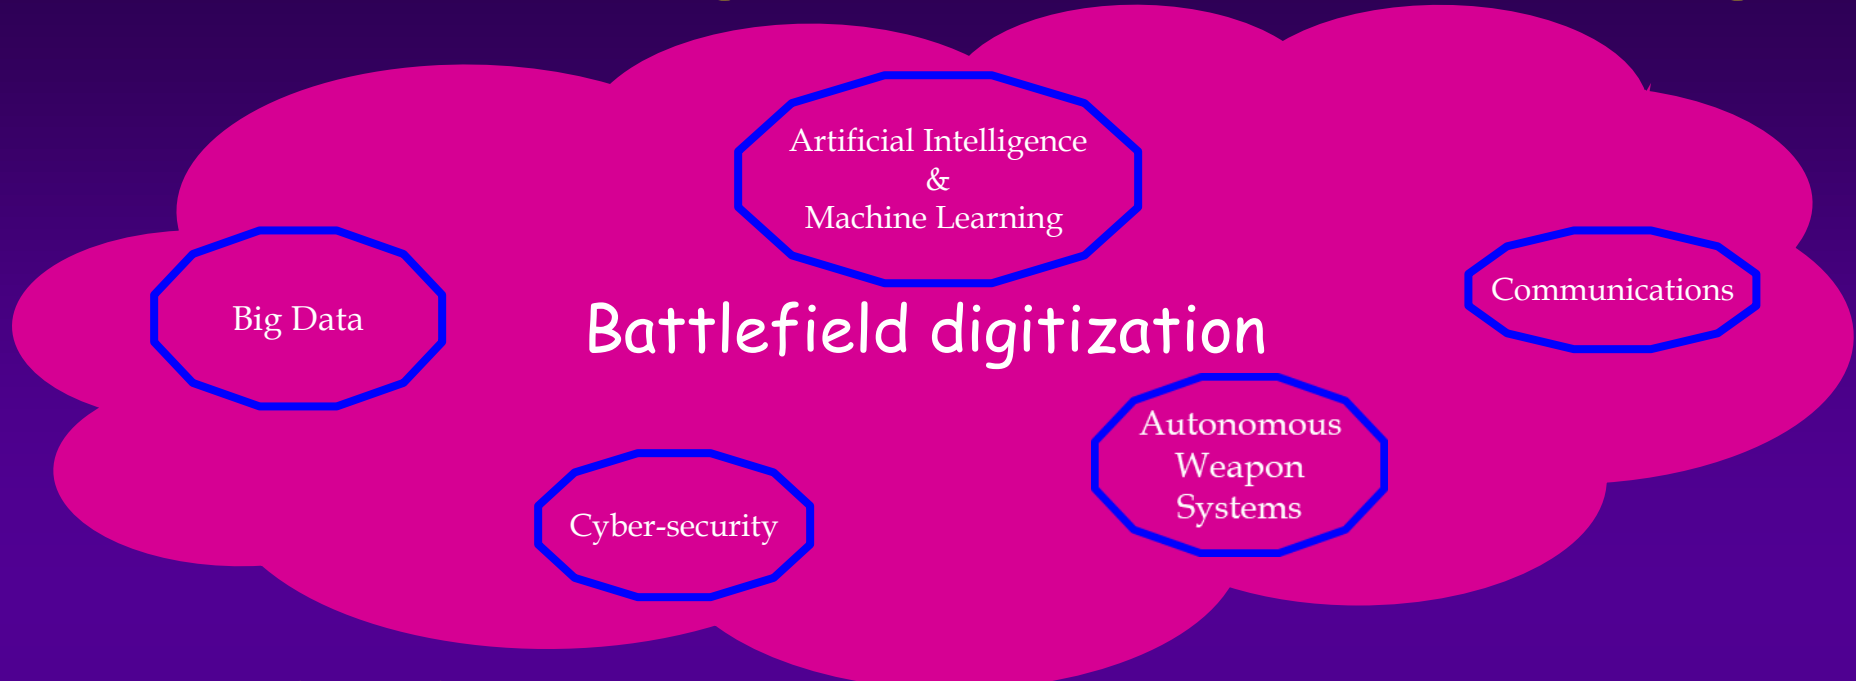 Artificial Intelligence
&
Machine Learning
Communications
Big Data
Battlefield digitization
Autonomous
Weapon
Systems
Cyber-security